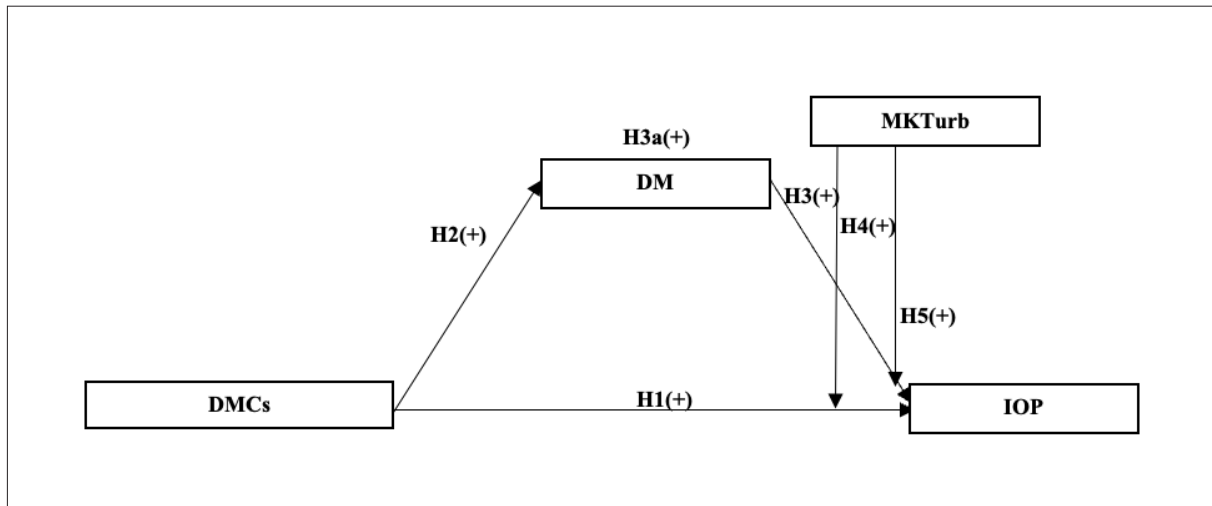 MKTurb
H3a(+)
DM
H3(+)
H4(+)
H2(+)
H5(+)
DMCs
H1(+)
IOP